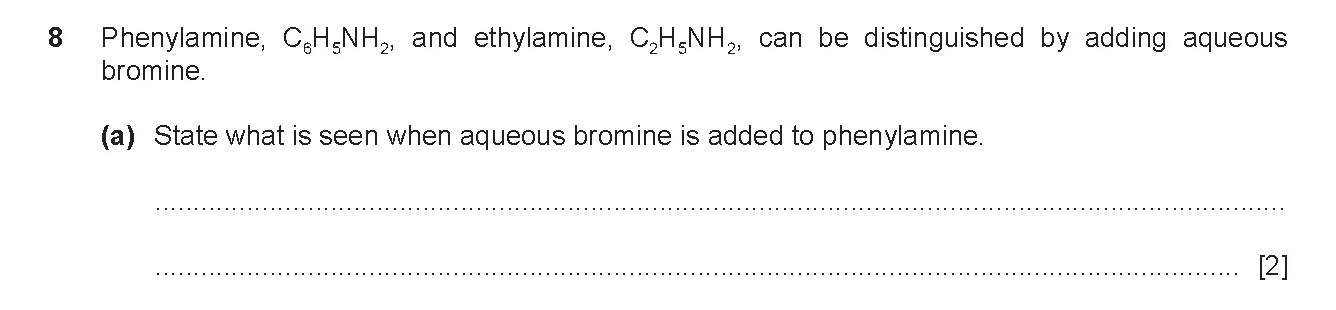 8 Phenylamine, C₆H₅NH₂, and ethylamine, C₂H₅NH₂, can be distinguished by adding aqueous
bromine.
(a) State what is seen when aqueous bromine is added to phenylamine.
..........................................................................................................................................................
.................................................................................................................................................... [2]